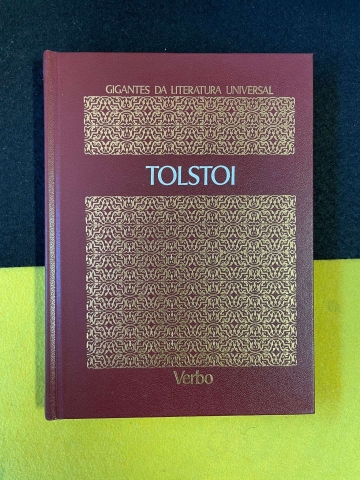 GIGANTES DA LITERATURA UNIVERSAL
TOLSTOI
Verbo